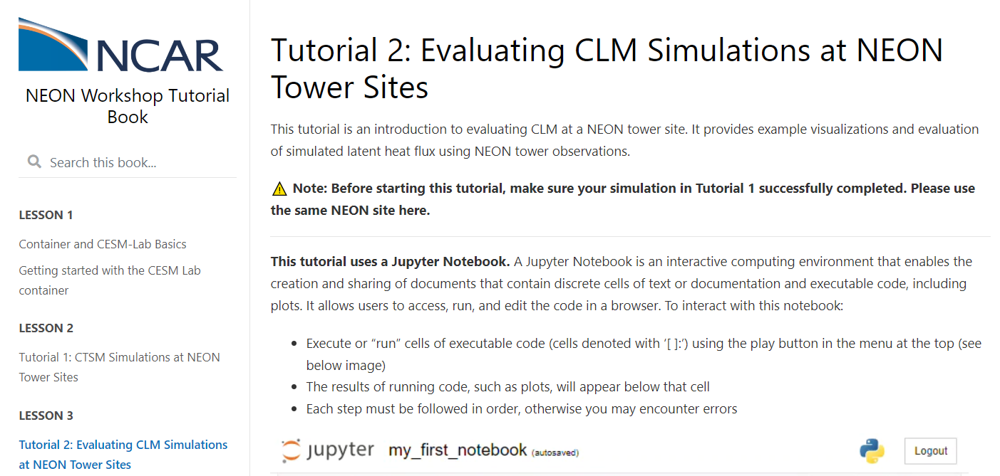 NCAR
NEON Workshop Tutorial
Book
Search this book...
LESSON 1
Container and CESM-Lab Basics
Getting started with the CESM Lab
container
LESSON 2
Tutorial 1: CTSM Simulations at NEON
Tower Sites
LESSON 3
Tutorial 2: Evaluating CLM Simulations
at NEON Tower Sites
Tutorial 2: Evaluating CLM Simulations at NEON
Tower Sites
This tutorial is an introduction to evaluating CLM at a NEON tower site. It provides example visualizations and evaluation
of simulated latent heat flux using NEON tower observations.
Note: Before starting this tutorial, make sure your simulation in Tutorial 1 successfully completed. Please use
the same NEON site here.
This tutorial uses a Jupyter Notebook. A Jupyter Notebook is an interactive computing environment that enables the
creation and sharing of documents that contain discrete cells of text or documentation and executable code, including
plots. It allows users to access, run, and edit the code in a browser. To interact with this notebook:
• Execute or “run” cells of executable code (cells denoted with ‘[ ]:’) using the play button in the menu at the top (see
below image)
• The results of running code, such as plots, will appear below that cell
• Each step must be followed in order, otherwise you may encounter errors
jupyter my_first_notebook (autosaved) Logout